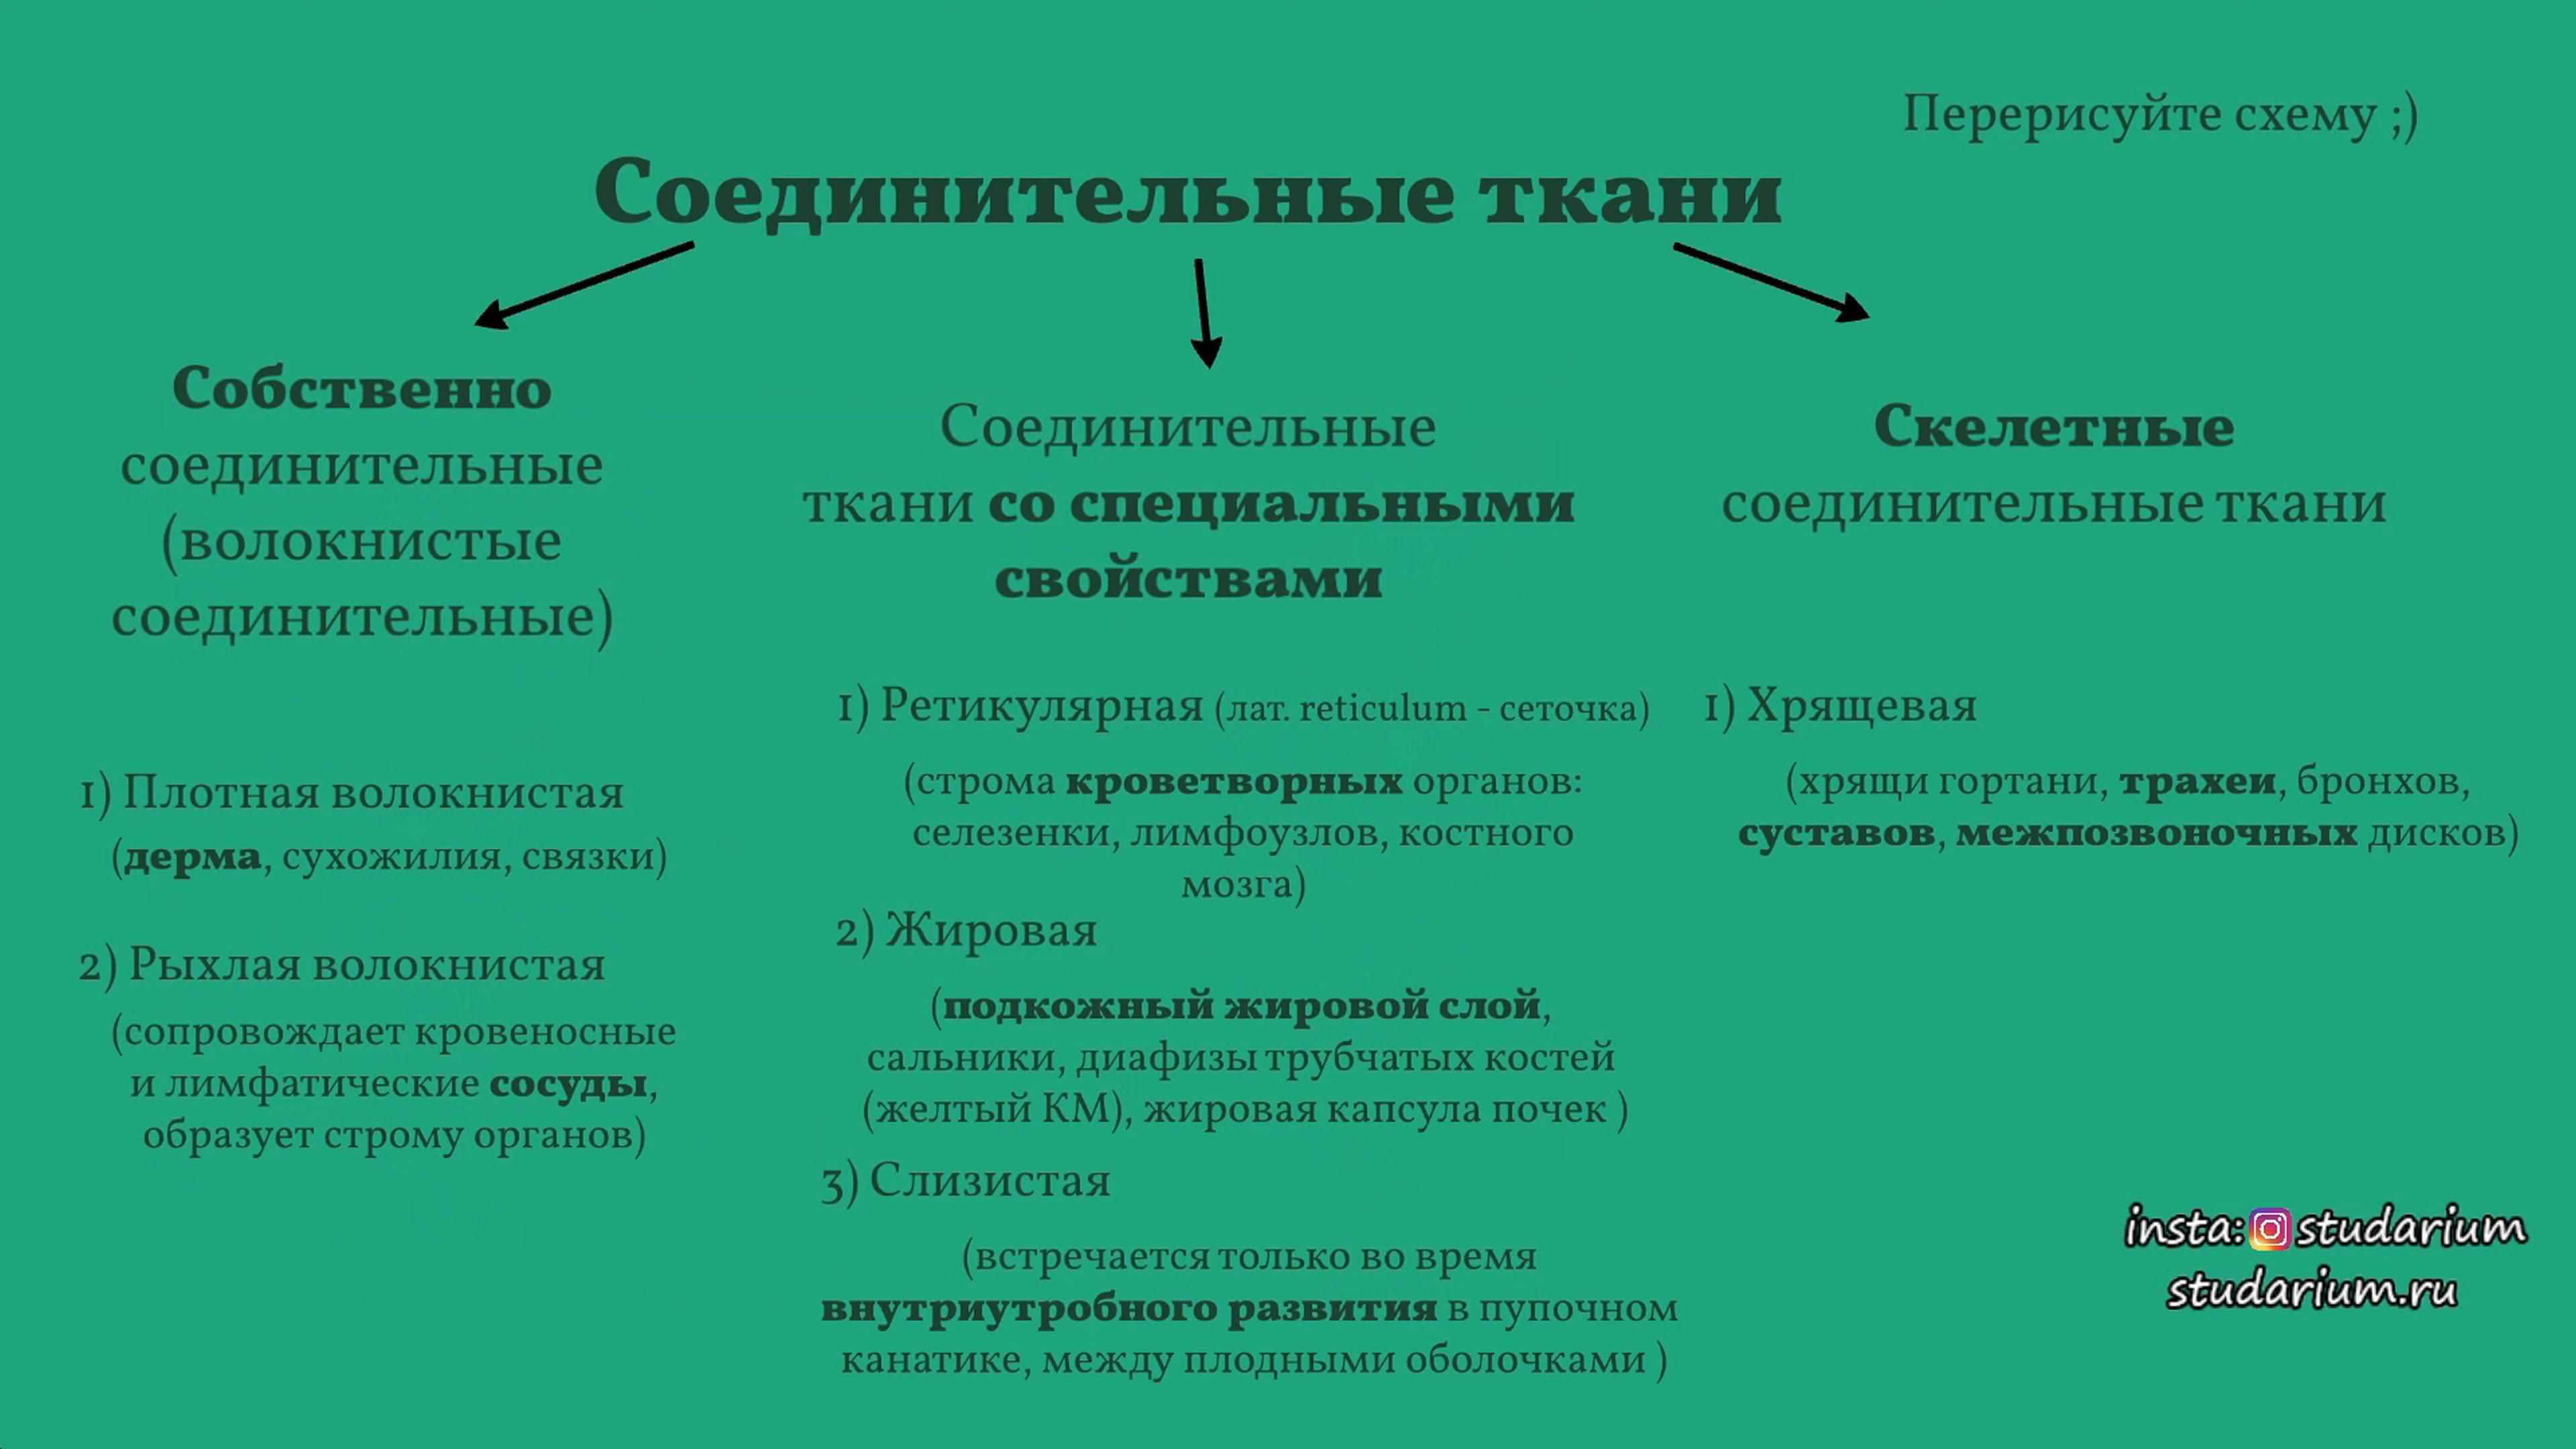 Перерисуйте схему ;)
Соединительные ткани
Собственно
соединительные
(волокнистые
соединительные)
1) Плотная волокнистая
(дерма, сухожилия, связки)
2) Рыхлая волокнистая
(сопровождает кровеносные
и лимфатические сосуды,
образует строму органов)
Соединительные
ткани со специальными
свойствами
1) Ретикулярная (лат. reticulum - сеточка)
(строма кроветворных органов:
селезенки, лимфоузлов, костного
мозга)
2) Жировая
(подкожный жировой слой,
сальники, диафизы трубчатых костей
(желтый КМ), жировая капсула почек )
3) Слизистая
(встречается только во время
внутриутробного развития в пупочном
канатике, между плодными оболочками )
Скелетные
соединительные ткани
1) Хрящевая
(хрящи гортани, трахеи, бронхов,
суставов, межпозвоночных дисков)
insta: studarium
studarium.ru